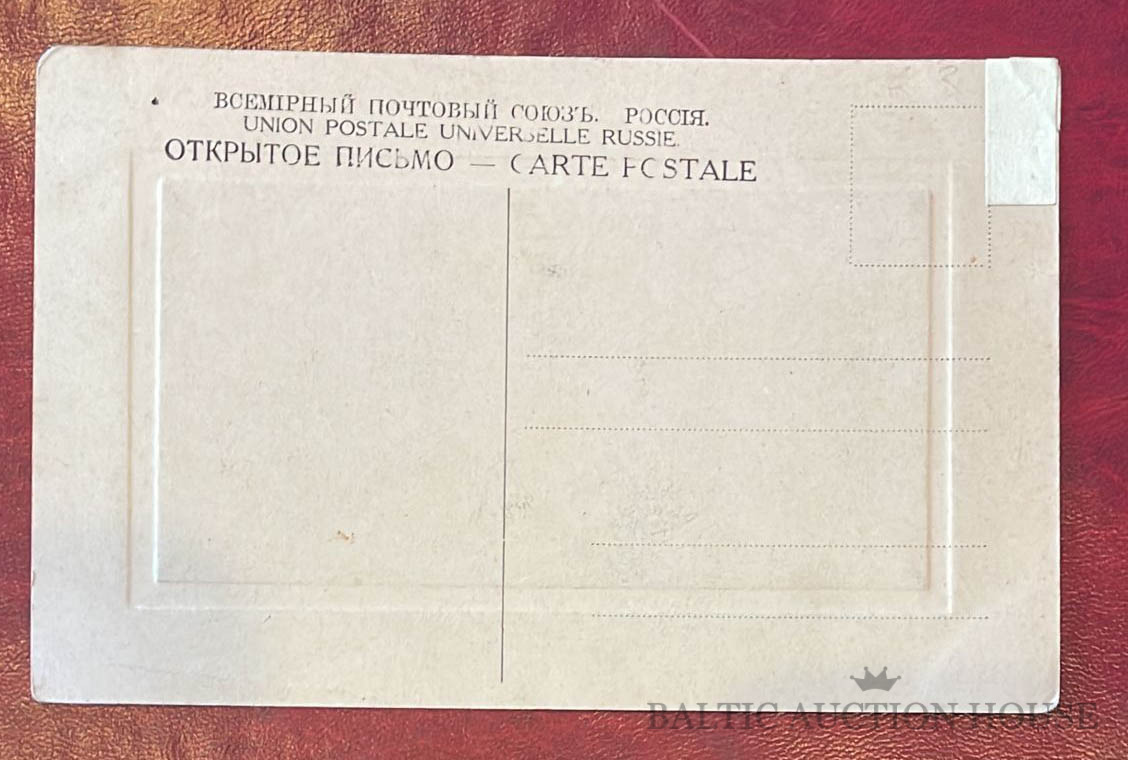 ВСЕМІРНЫЙ ПОЧТОВЫЙ СОЮЗЪ. РОССІЯ.
UNION POSTALE UNIVERSELLE RUSSIE.
ОТКРЫТОЕ ПИСЬМО — CARTE POSTALE
BALTIC AUCTION HOUSE